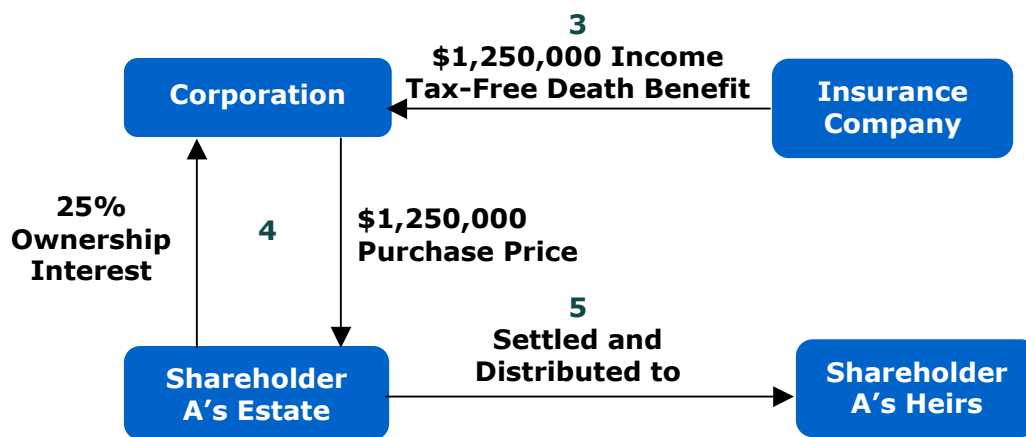 3
$1,250,000 Income
Tax-Free Death Benefit
Corporation
Insurance
Company
25%
Ownership
Interest
4
$1,250,000
Purchase Price
5
Settled and
Distributed to
Shareholder
A's Estate
Shareholder
A's Heirs